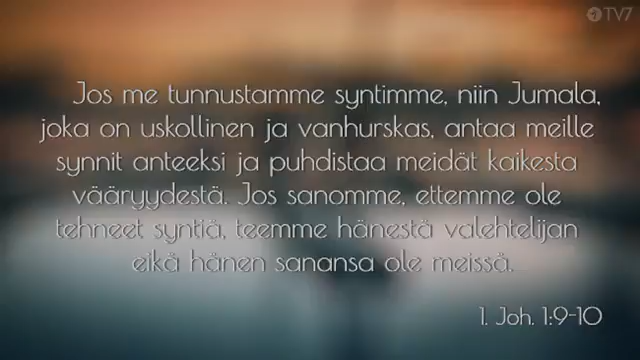 TV7
Jos me tunnustamme syntimme, niin Jumala,
joka on uskollinen ja vanhurskas, antaa meille
synnit anteeksi ja puhdistaa meidät kaikesta
vääryydestä. Jos sanomme, ettemme ole
tehneet syntiä, teemme hänestä valehtelijan
eikä hänen sanansa ole meissä.
1. Joh. 1:9-10